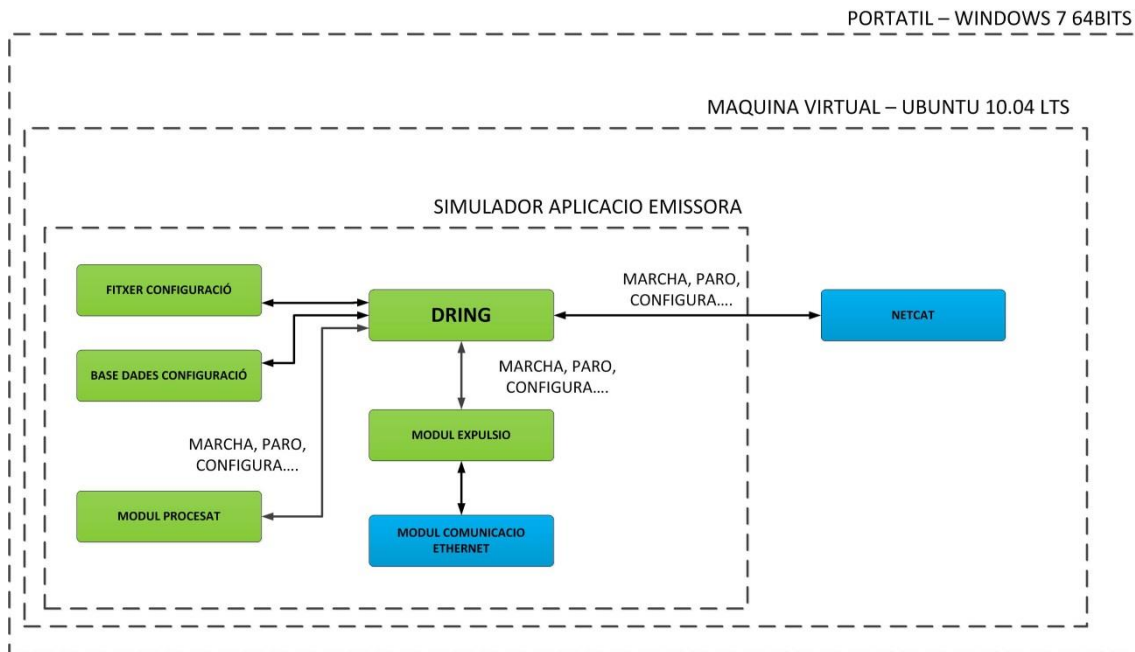 PORTATIL – WINDOWS 7 64BITS
MAQUINA VIRTUAL – UBUNTU 10.04 LTS
SIMULADOR APLICACIO EMISSORA
FITXER CONFIGURACIÓ
DRING
MARCHA, PARO,
CONFIGURA....
NETCAT
BASE DADES CONFIGURACIÓ
MARCHA, PARO,
CONFIGURA....
MODUL EXPULSIO
MARCHA, PARO,
CONFIGURA....
MODUL PROCESAT
MODUL COMUNICACIO
ETHERNET